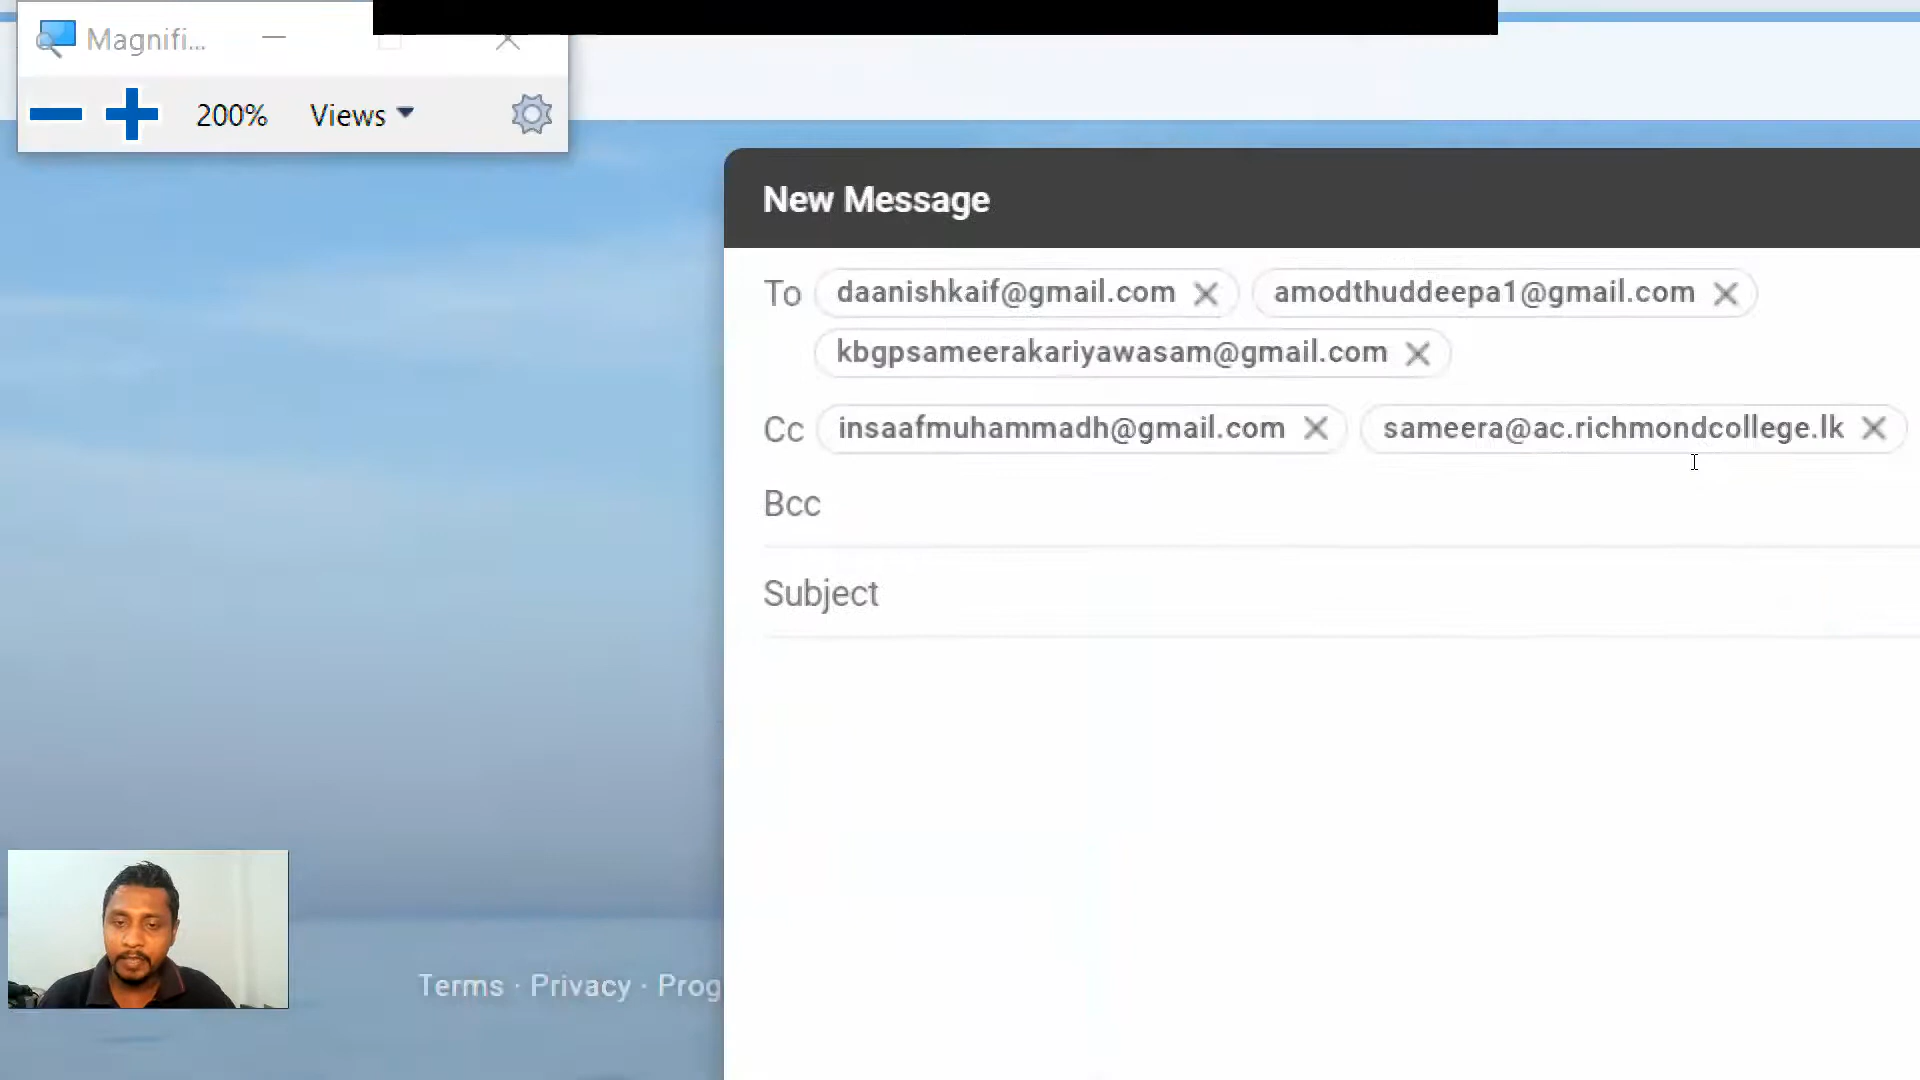 Magnifi...
200% Views
New Message
To daanishkaif@gmail.com amodthuddeepa1@gmail.com
kbgpsameerakariyawasam@gmail.com
Cc insaafmuhammadh@gmail.com sameera@ac.richmondcollege.lk
Bcc
Subject
Terms · Privacy · Prog